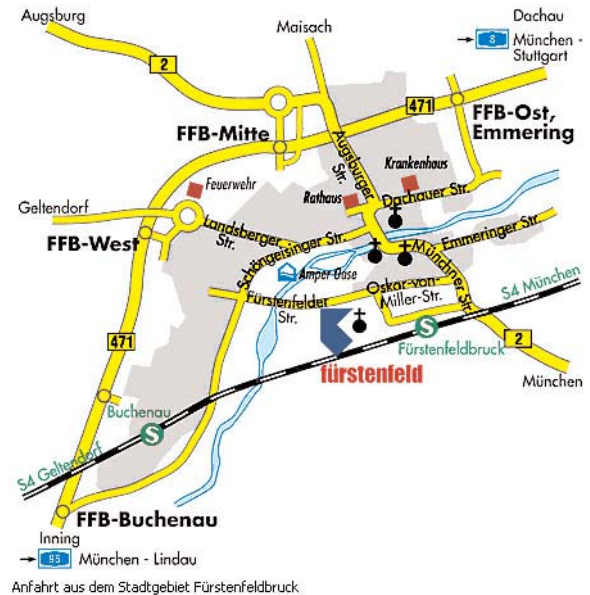 Augsburg
Dachau
Maisach
8 München -
Stuttgart
2
471
FFB-Ost,
Emmering
FFB-Mitte
Augsburger
Str.
Krankenhaus
Feuerwehr
Rathaus
Dachauer Str.
Geltendorf
FFB-West
Landsberger
Str.
Schöngeisinger Str.
Emmeringer Str.
Münchner Str.
Amper Oase
Oskar-von-
Miller-Str.
Fürstenfelder
Str.
S4 München
S
Fürstenfeldbruck
2
471
fürstenfeld
München
Buchenau
S
S4 Geltendorf
FFB-Buchenau
Inning
95 München - Lindau
Anfahrt aus dem Stadtgebiet Fürstenfeldbruck